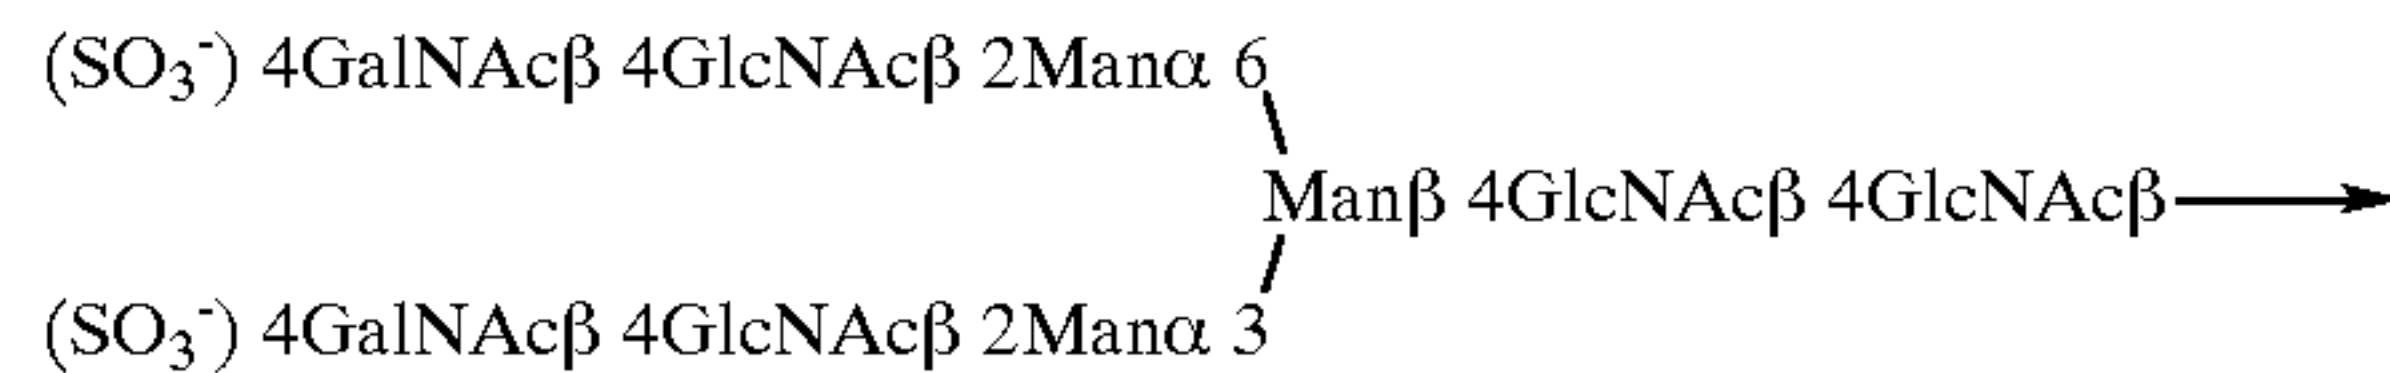 (SO₃⁻) 4GalNAcβ 4GlcNAcβ 2Manα 6
Manβ 4GlcNAcβ 4GlcNAcβ
(SO₃⁻) 4GalNAcβ 4GlcNAcβ 2Manα 3